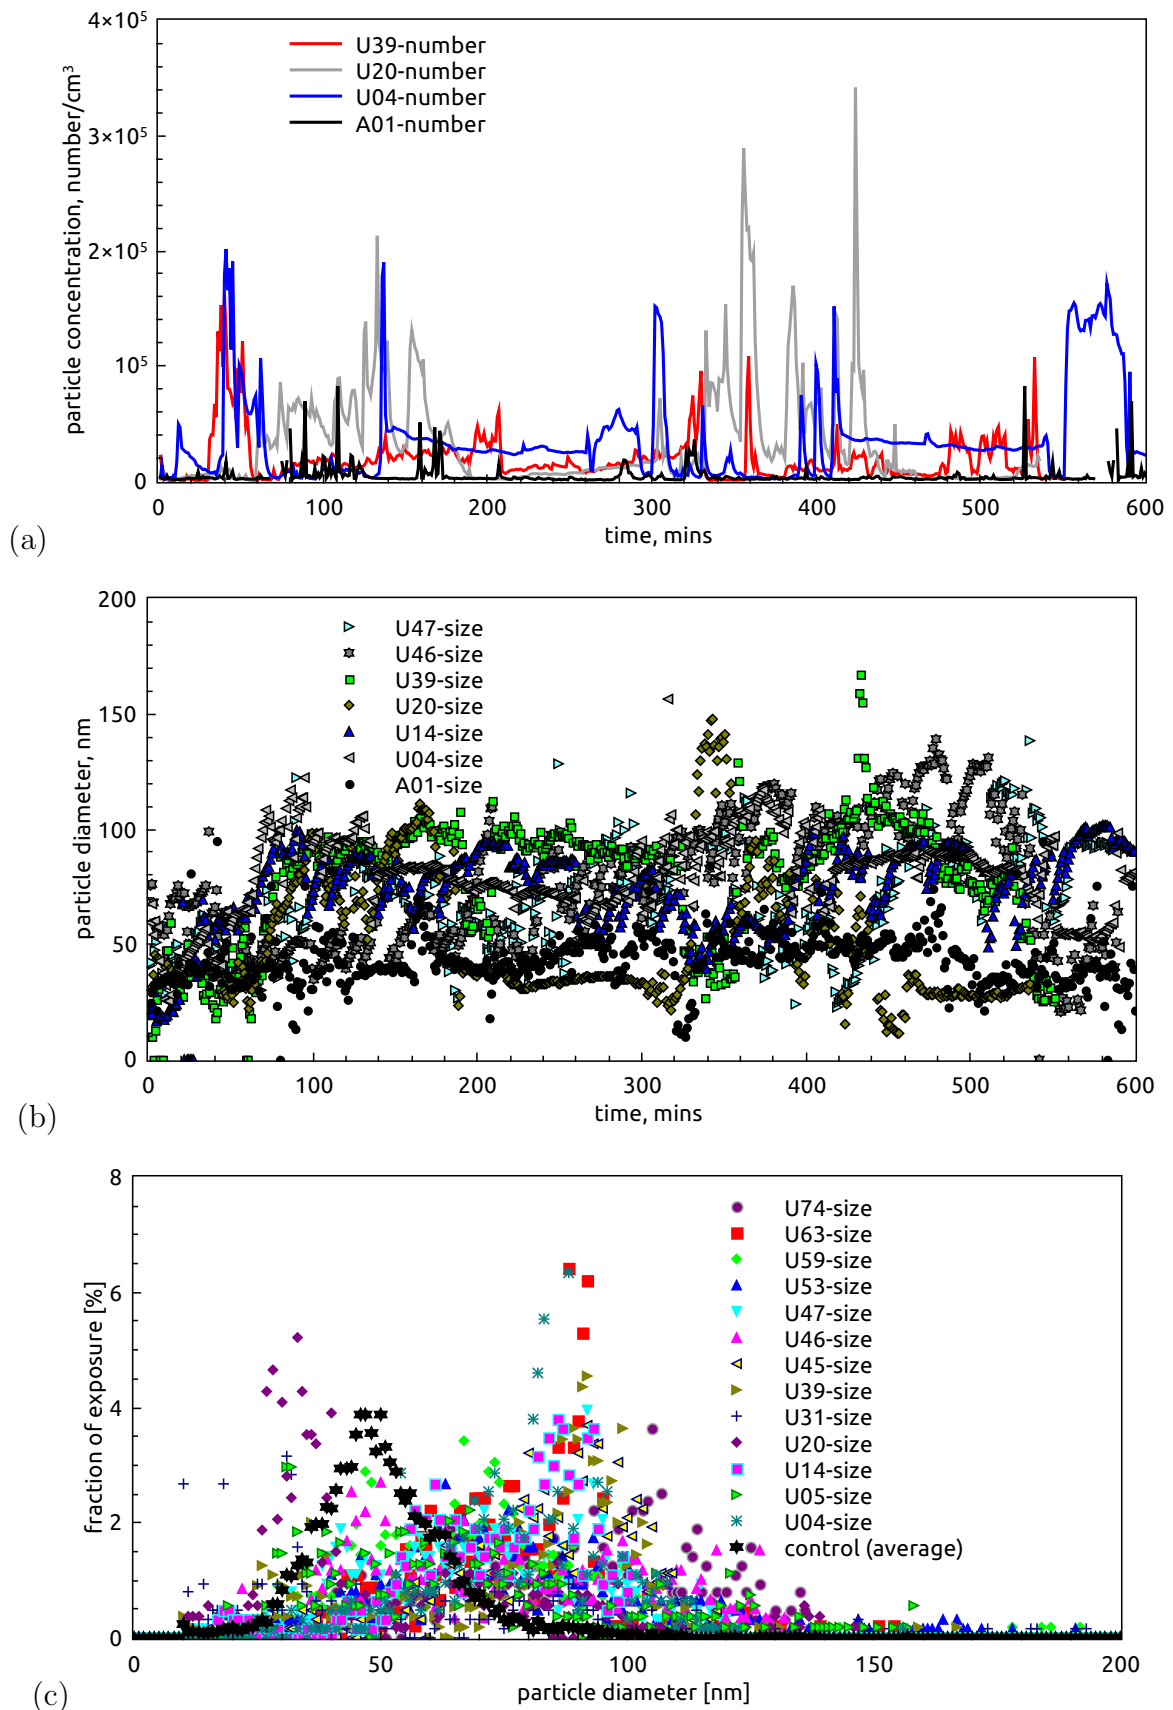 4×10⁵
3×10⁵
2×10⁵
10⁵
0
particle concentration, number/cm³
U39-number
U20-number
U04-number
A01-number
0 100 200 300 400 500 600
time, mins
(a)
200
150
100
50
0
particle diameter, nm
U47-size
U46-size
U39-size
U20-size
U14-size
U04-size
A01-size
0 100 200 300 400 500 600
time, mins
(b)
8
6
4
2
0
fraction of exposure [%]
U74-size
U63-size
U59-size
U53-size
U47-size
U46-size
U45-size
U39-size
U31-size
U20-size
U14-size
U05-size
U04-size
control (average)
0 50 100 150 200
particle diameter [nm]
(c)